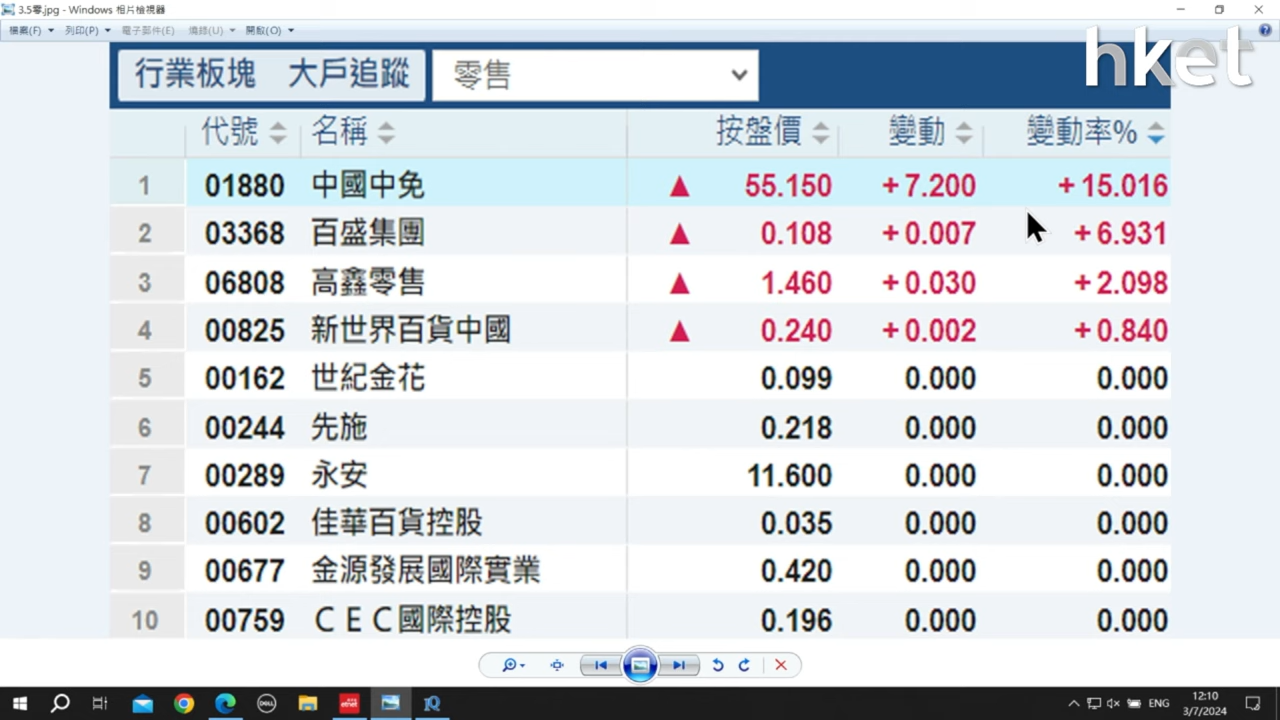 3.5零.jpg - Windows 相片檢視器
檔案(F) 列印(P) 電子郵件(E) 燒錄(U) 開啟(O)
hket
行業板塊 大戶追蹤 零售
代號 名稱 按盤價 變動 變動率%
1 01880 中國中免 ▲ 55.150 +7.200 +15.016
2 03368 百盛集團 ▲ 0.108 +0.007 +6.931
3 06808 高鑫零售 ▲ 1.460 +0.030 +2.098
4 00825 新世界百貨中國 ▲ 0.240 +0.002 +0.840
5 00162 世紀金花 0.099 0.000 0.000
6 00244 先施 0.218 0.000 0.000
7 00289 永安 11.600 0.000 0.000
8 00602 佳華百貨控股 0.035 0.000 0.000
9 00677 金源發展國際實業 0.420 0.000 0.000
10 00759 ＣＥＣ國際控股 0.196 0.000 0.000
DELL etnet IQ ENG 12:10
3/7/2024